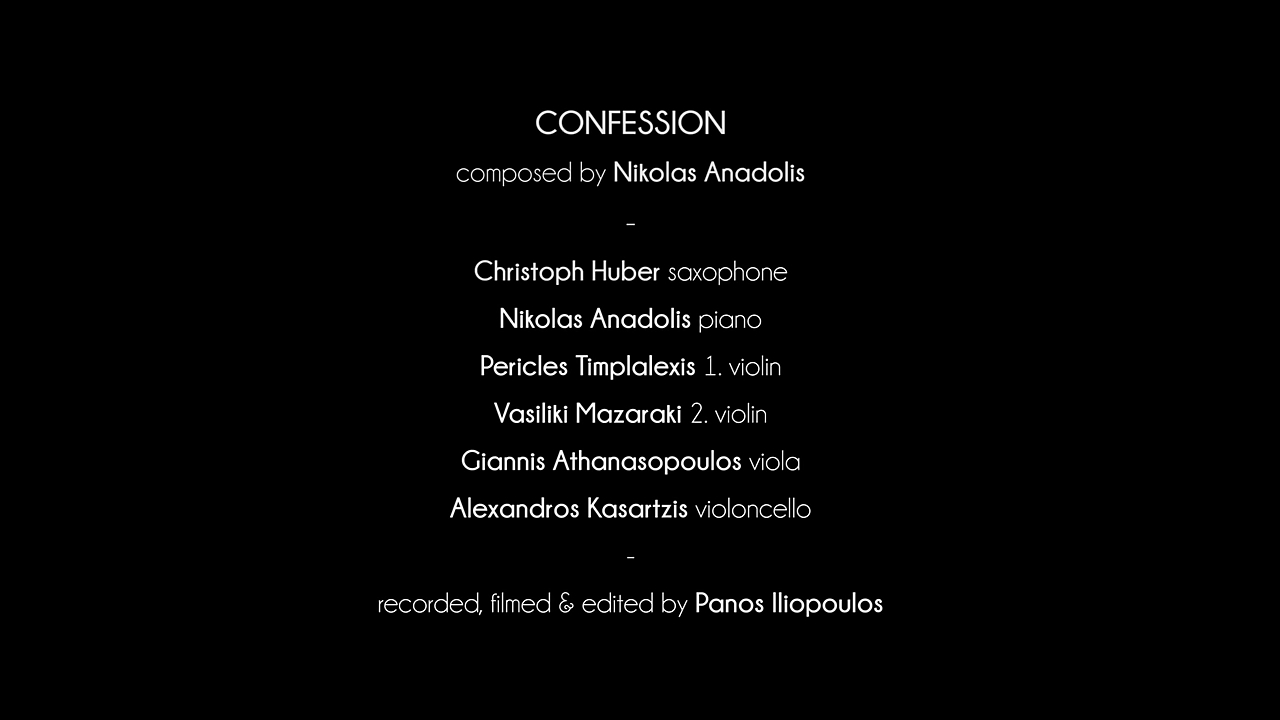 CONFESSION
composed by Nikolas Anadolis
-
Christoph Huber saxophone
Nikolas Anadolis piano
Pericles Timplalexis 1. violin
Vasiliki Mazaraki 2. violin
Giannis Athanasopoulos viola
Alexandros Kasartzis violoncello
-
recorded, filmed & edited by Panos Iliopoulos